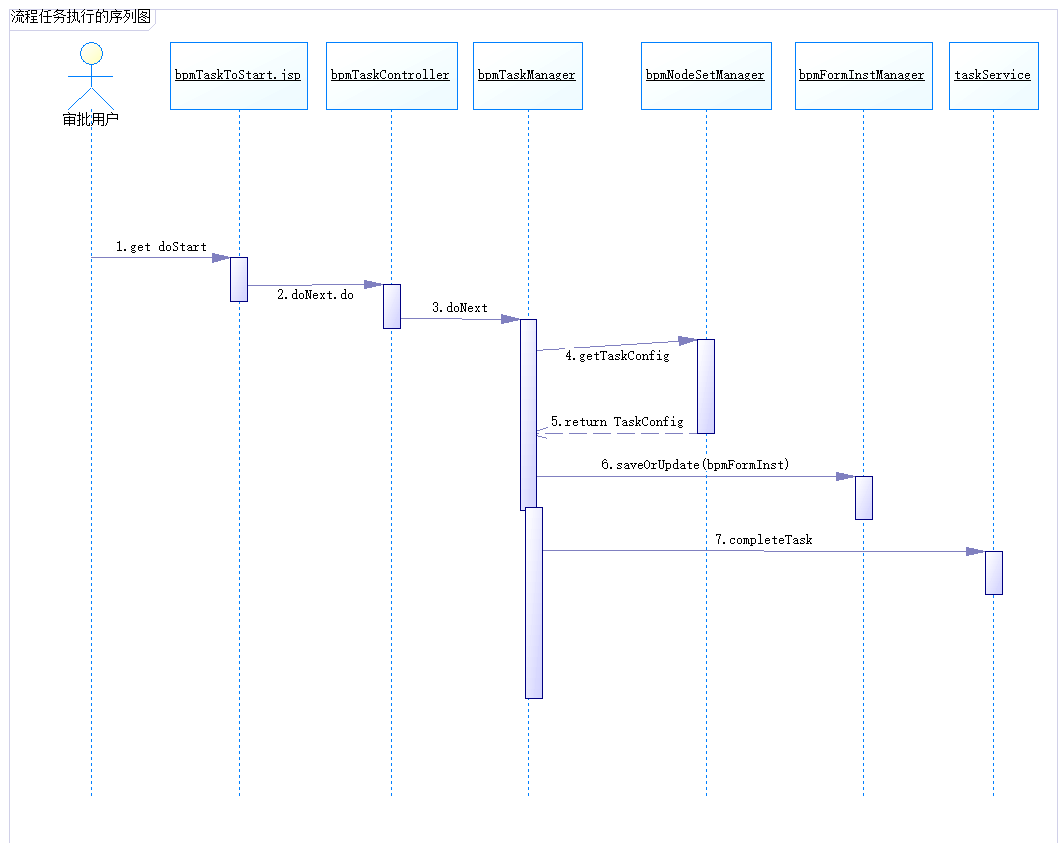 流程任务执行的序列图
审批用户
bpmTaskToStart.jsp
bpmTaskController
bpmTaskManager
bpmNodeSetManager
bpmFormInstManager
taskService
1.get doStart
2.doNext.do
3.doNext
4.getTaskConfig
5.return TaskConfig
6.saveOrUpdate(bpmFormInst)
7.completeTask